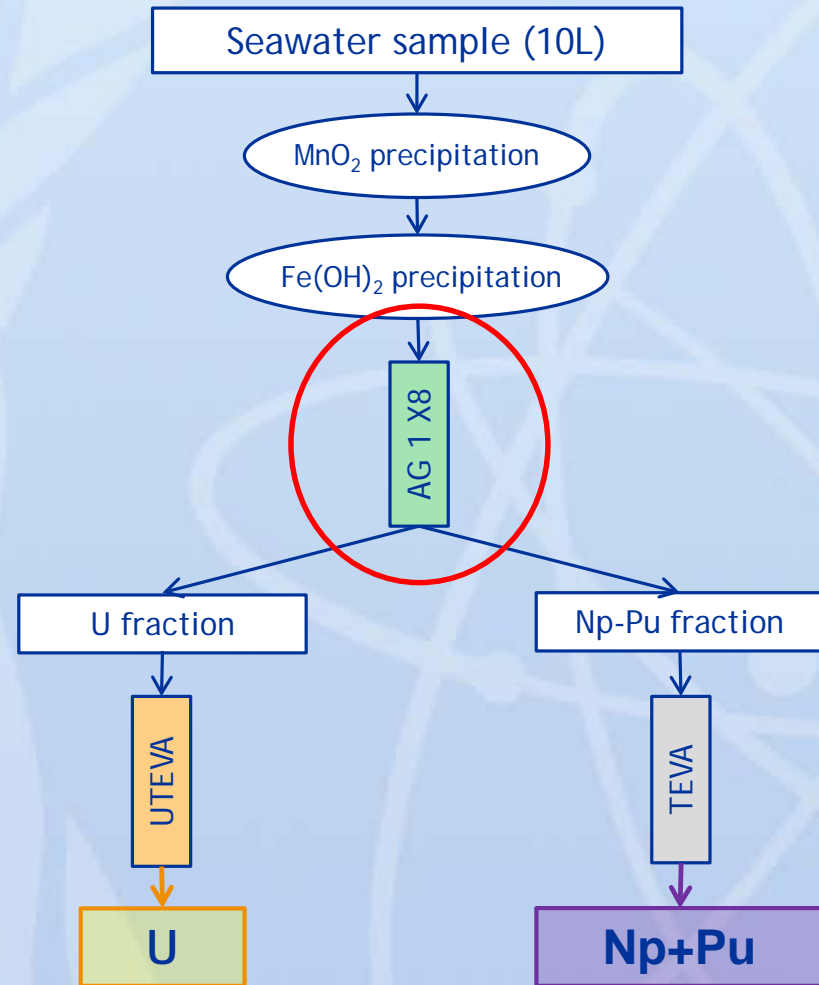 Seawater sample (10L)
MnO₂ precipitation
Fe(OH)₂ precipitation
AG 1 X8
U fraction
Np-Pu fraction
UTEVA
TEVA
U
Np+Pu